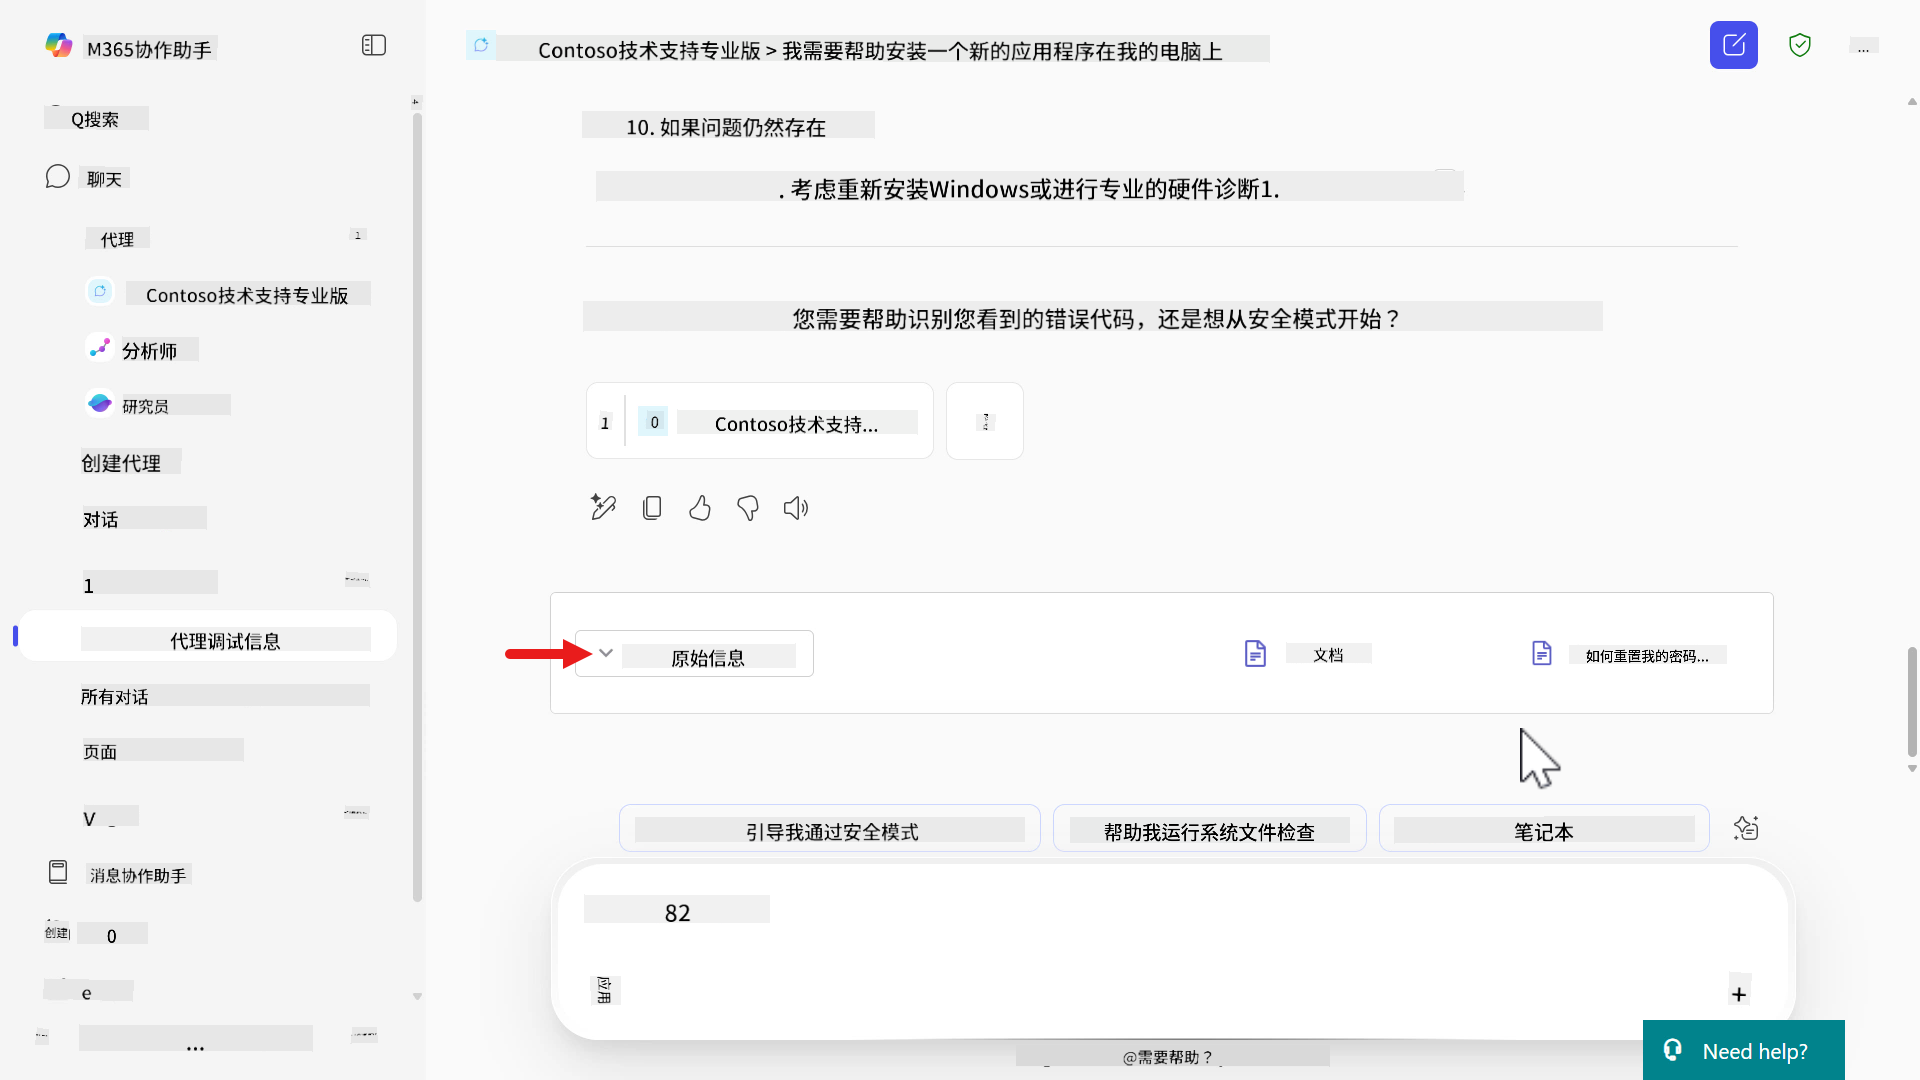 M365协作助手
Q搜索
聊天
代理
1
Contoso技术支持专业版
分析师
研究员
创建代理
对话
1
代理调试信息
所有对话
页面
V
消息协作助手
创建
0
e
...
Contoso技术支持专业版 > 我需要帮助安装一个新的应用程序在我的电脑上
...
10. 如果问题仍然存在
. 考虑重新安装Windows或进行专业的硬件诊断1.
您需要帮助识别您看到的错误代码，还是想从安全模式开始？
1
0
Contoso技术支持...
原始信息
文档
如何重置我的密码...
引导我通过安全模式
帮助我运行系统文件检查
笔记本
82
应用
+
@需要帮助？
Need help?